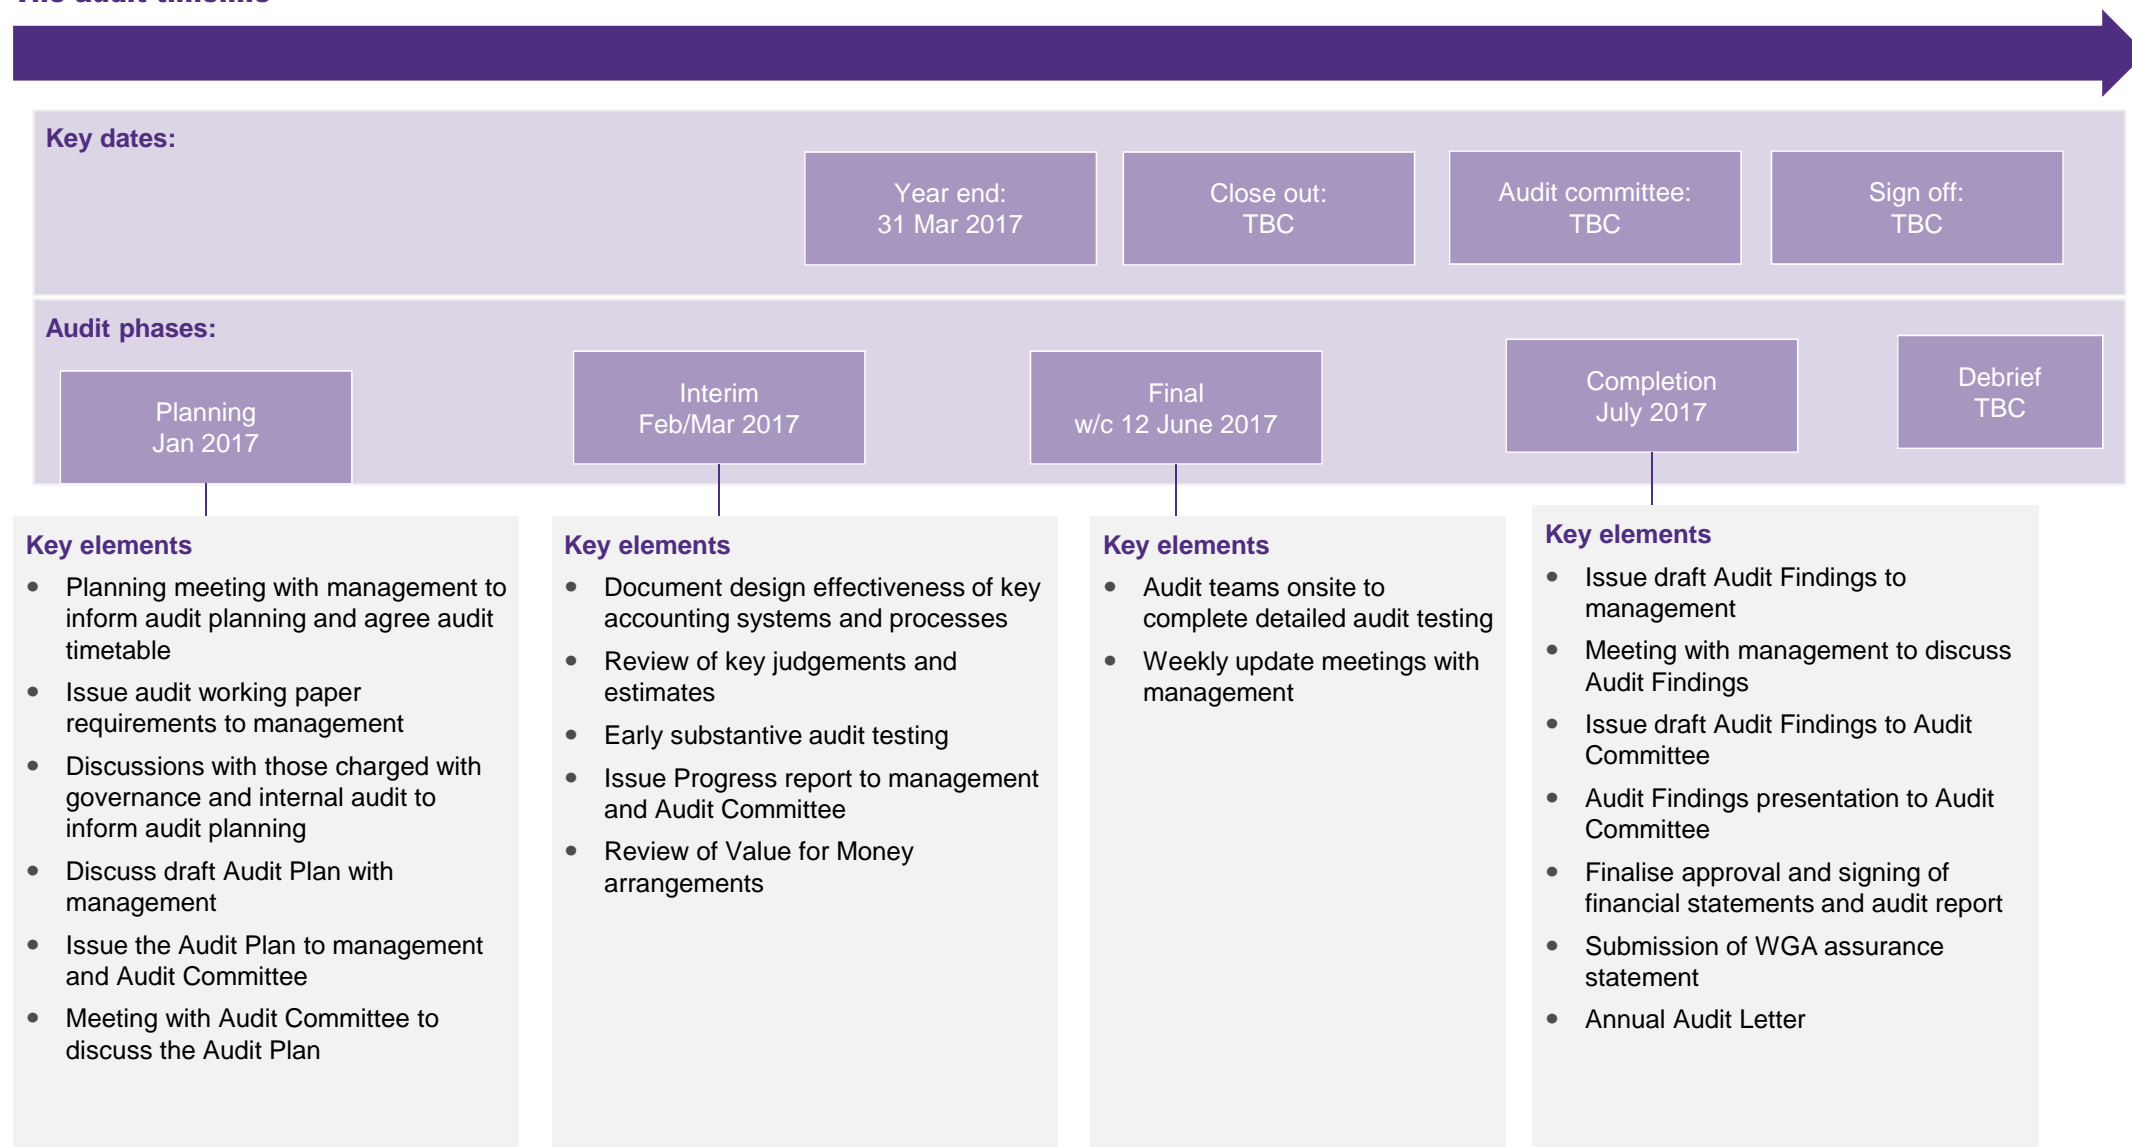 The audit timeline
Key dates:
Year end:
31 Mar 2017
Close out:
TBC
Audit committee:
TBC
Sign off:
TBC
Audit phases:
Planning
Jan 2017
Interim
Feb/Mar 2017
Final
w/c 12 June 2017
Completion
July 2017
Debrief
TBC
Key elements
• Planning meeting with management to
inform audit planning and agree audit
timetable
• Issue audit working paper
requirements to management
• Discussions with those charged with
governance and internal audit to
inform audit planning
• Discuss draft Audit Plan with
management
• Issue the Audit Plan to management
and Audit Committee
• Meeting with Audit Committee to
discuss the Audit Plan
Key elements
• Document design effectiveness of key
accounting systems and processes
• Review of key judgements and
estimates
• Early substantive audit testing
• Issue Progress report to management
and Audit Committee
• Review of Value for Money
arrangements
Key elements
• Audit teams onsite to
complete detailed audit testing
• Weekly update meetings with
management
Key elements
• Issue draft Audit Findings to
management
• Meeting with management to discuss
Audit Findings
• Issue draft Audit Findings to Audit
Committee
• Audit Findings presentation to Audit
Committee
• Finalise approval and signing of
financial statements and audit report
• Submission of WGA assurance
statement
• Annual Audit Letter